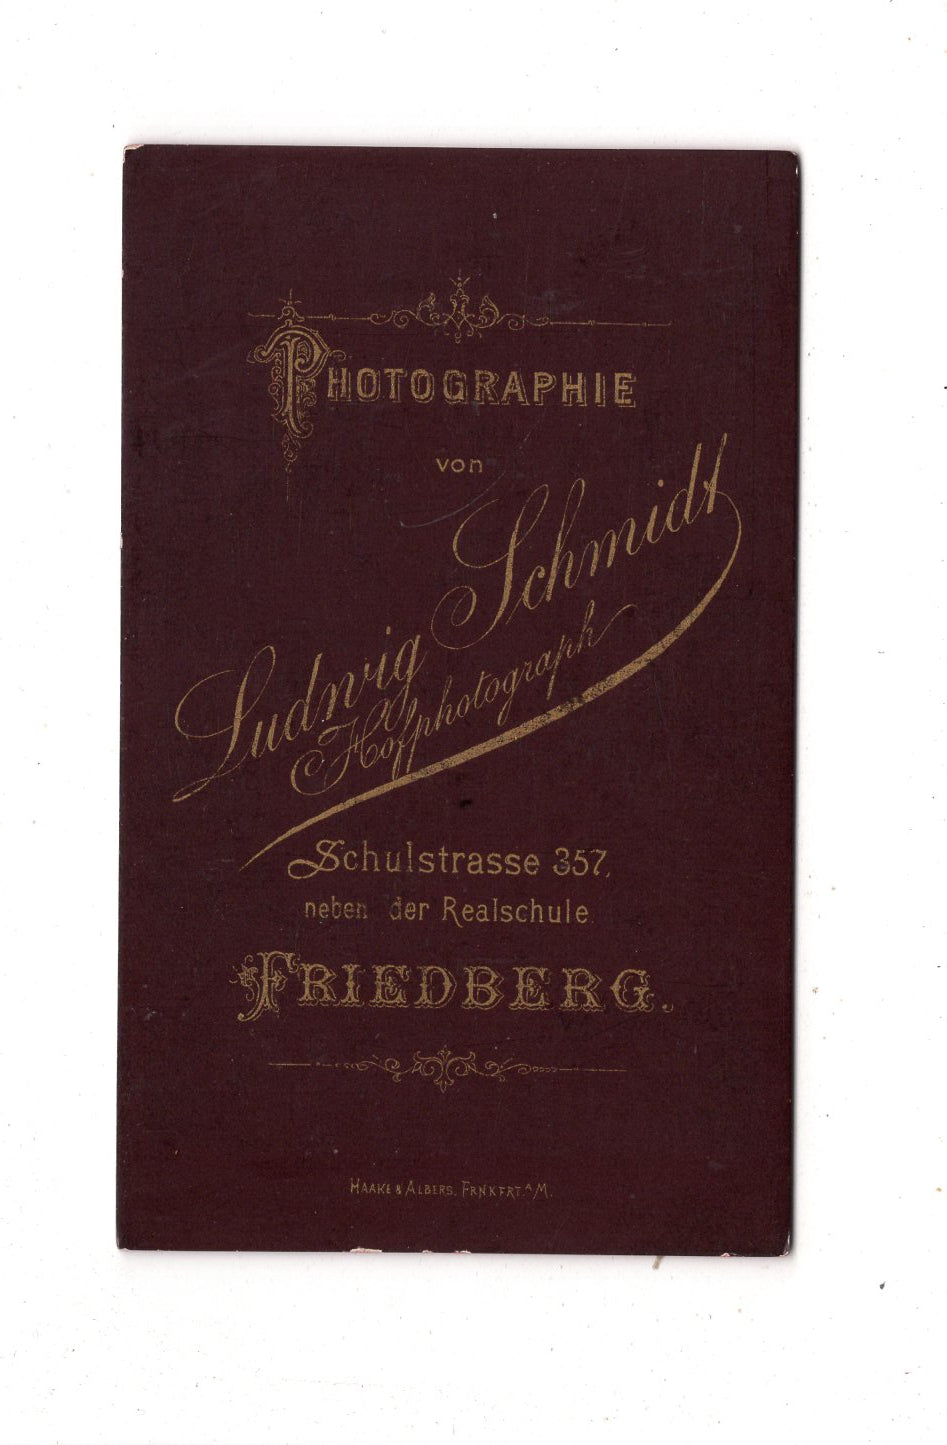 PHOTOGRAPHIE
von
Ludwig Schmidt
Hofphotograph
Schulstrasse 357,
neben der Realschule
FRIEDBERG.
HAAKE & ALBERS, FRNKFRT. A M.